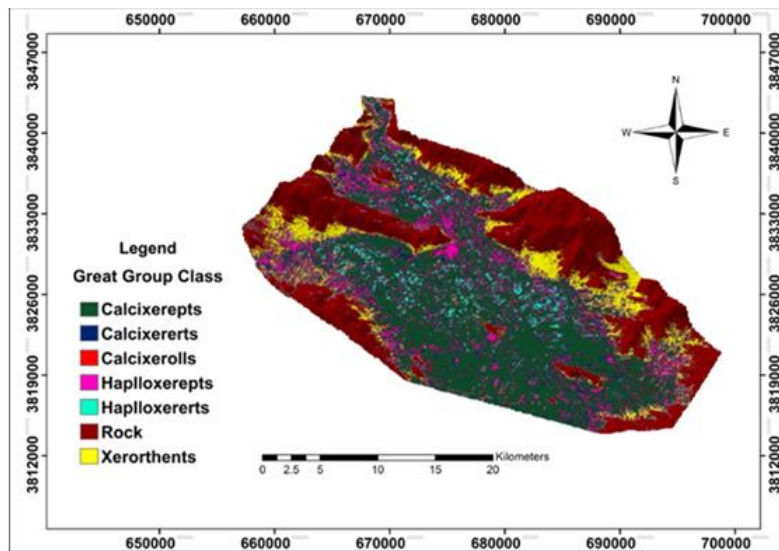 650000 660000 670000 680000 690000 700000
3847000 3847000
3840000 3840000
3833000 3833000
3826000 3826000
3819000 3819000
3812000 3812000
N
W E
S
Legend
Great Group Class
Calcixerepts
Calcixererts
Calcixerolls
Haplloxerepts
Haplloxererts
Rock
Xerorthents
Kilometers
0 2.5 5 10 15 20
650000 660000 670000 680000 690000 700000